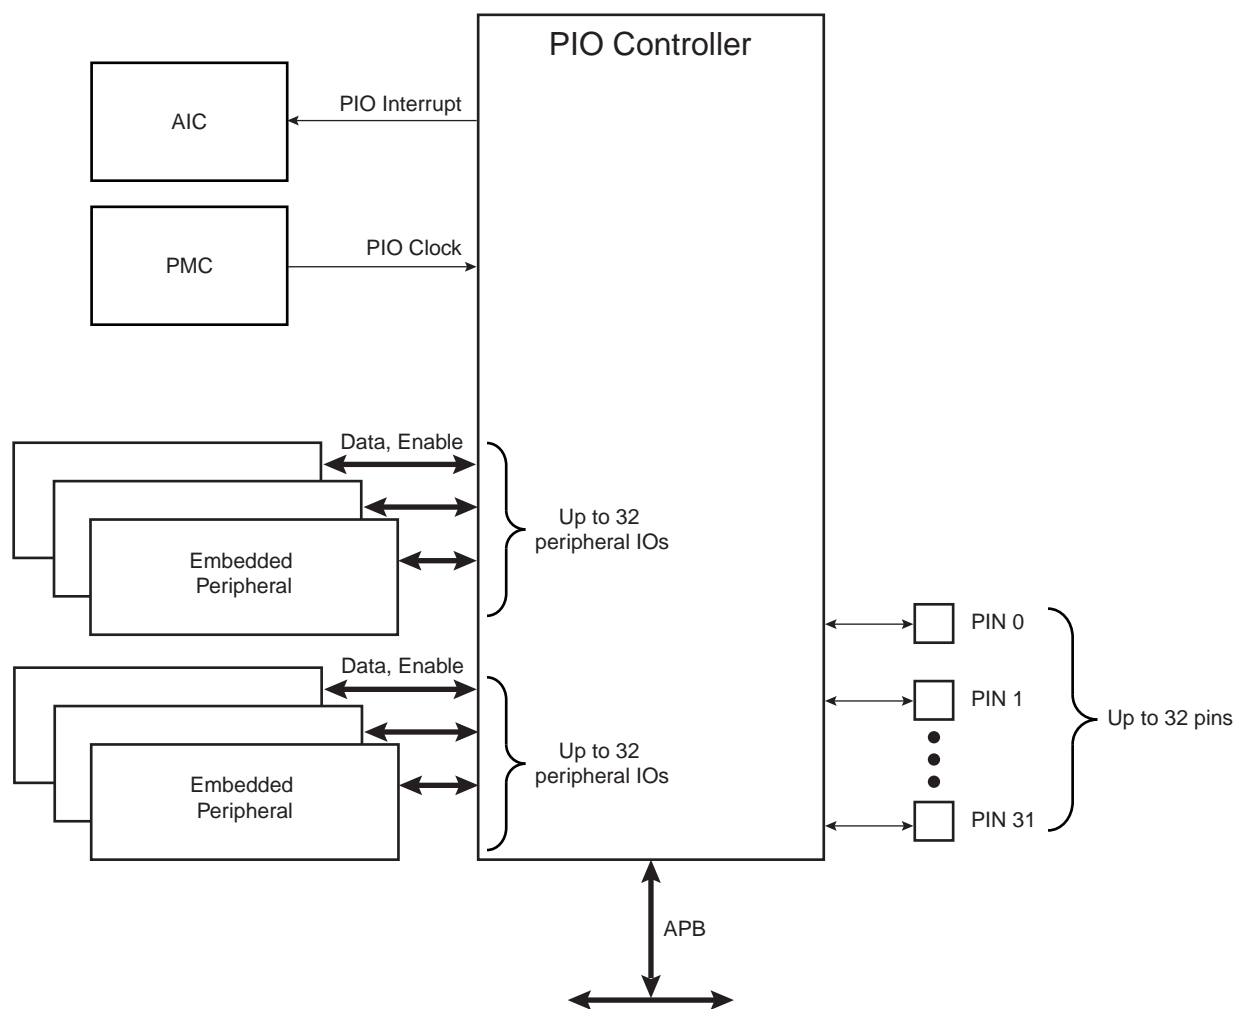 PIO Controller
AIC
PIO Interrupt
PMC
PIO Clock
Data, Enable
Up to 32
peripheral IOs
Embedded
Peripheral
PIN 0
Data, Enable
PIN 1
Up to 32 pins
Up to 32
peripheral IOs
Embedded
Peripheral
PIN 31
APB